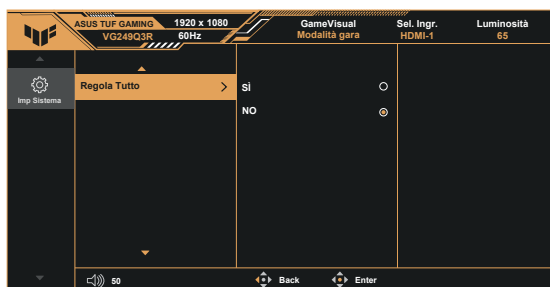 ASUS TUF GAMING 1920 x 1080 GameVisual Sel. Ingr. Luminosità
VG249Q3R 60Hz Modalità gara HDMI-1 65
Imp Sistema
Regola Tutto
SÌ
NO
50 Back Enter